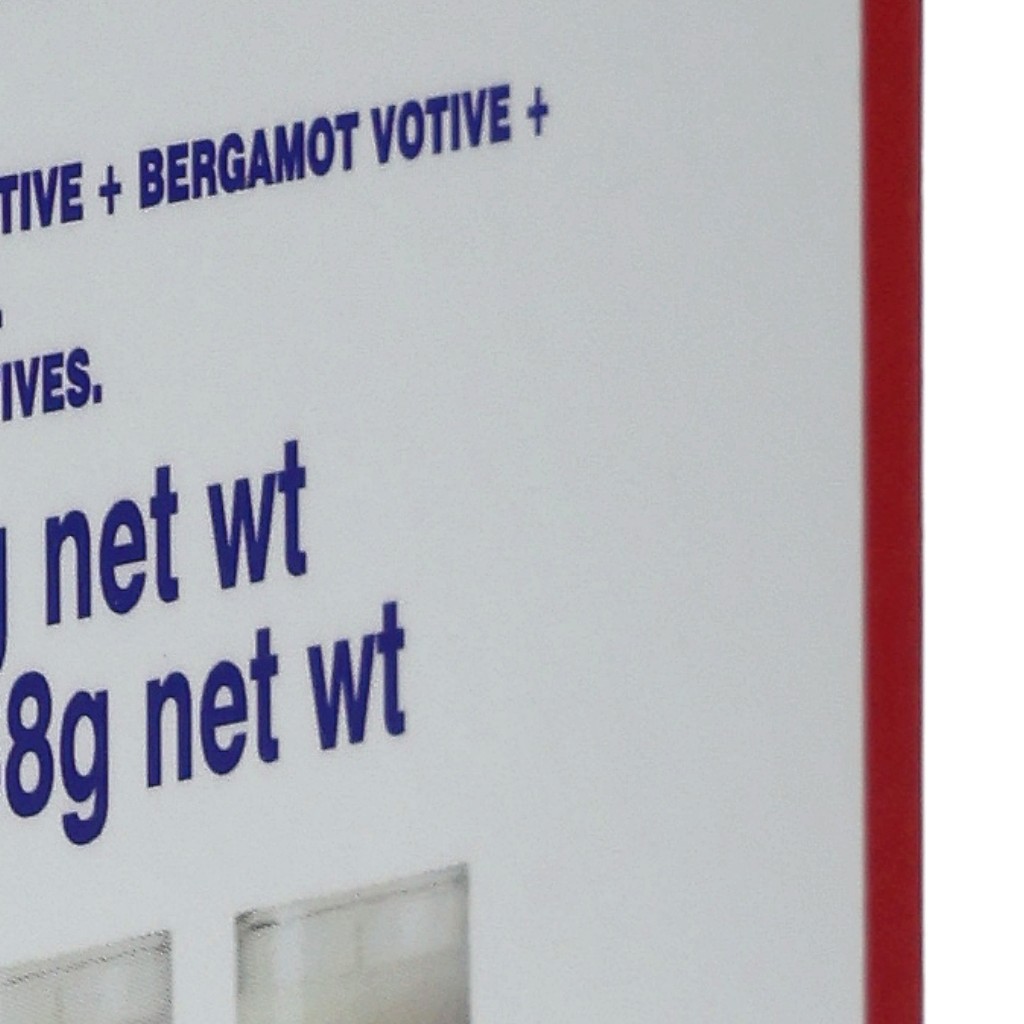 TIVE + BERGAMOT VOTIVE +
IVES.
g net wt
8g net wt